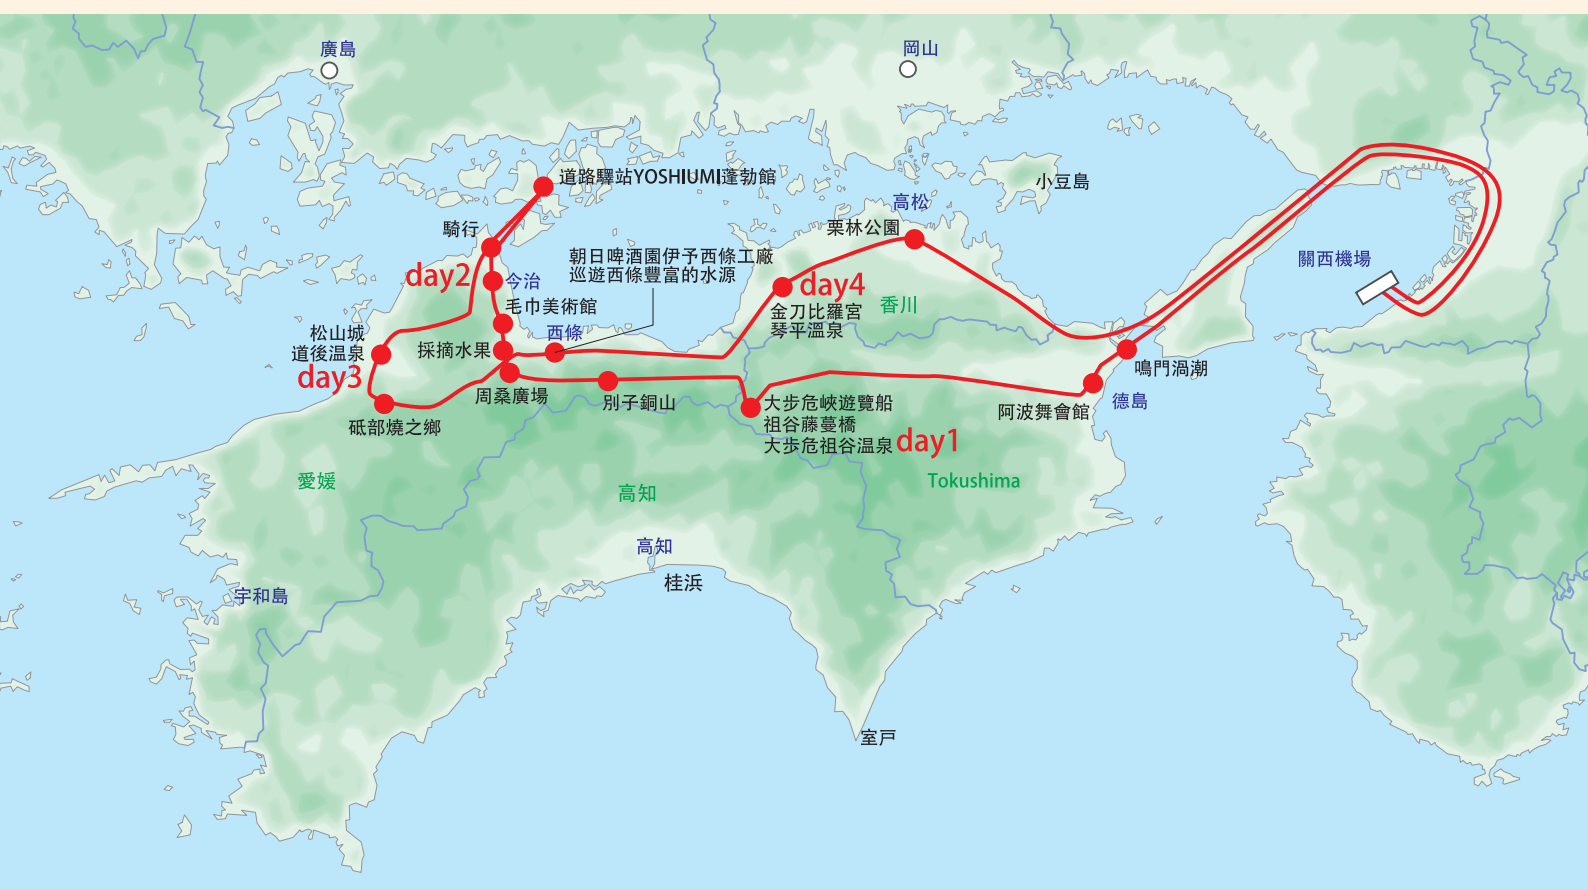 廣島
岡山
道路驛站YOSHIUMI蓬勃館
小豆島
高松
騎行
栗林公園
朝日啤酒園伊予西條工廠
巡遊西條豐富的水源
關西機場
day2
今治
day4
毛巾美術館
香川
金刀比羅宮
琴平溫泉
松山城
道後温泉
day3
西條
採摘水果
鳴門渦潮
周桑廣場
別子銅山
大步危峽遊覽船
祖谷藤蔓橋
大歩危祖谷温泉
day1
阿波舞會館
德島
砥部燒之鄉
愛媛
高知
Tokushima
高知
桂浜
宇和島
室戸